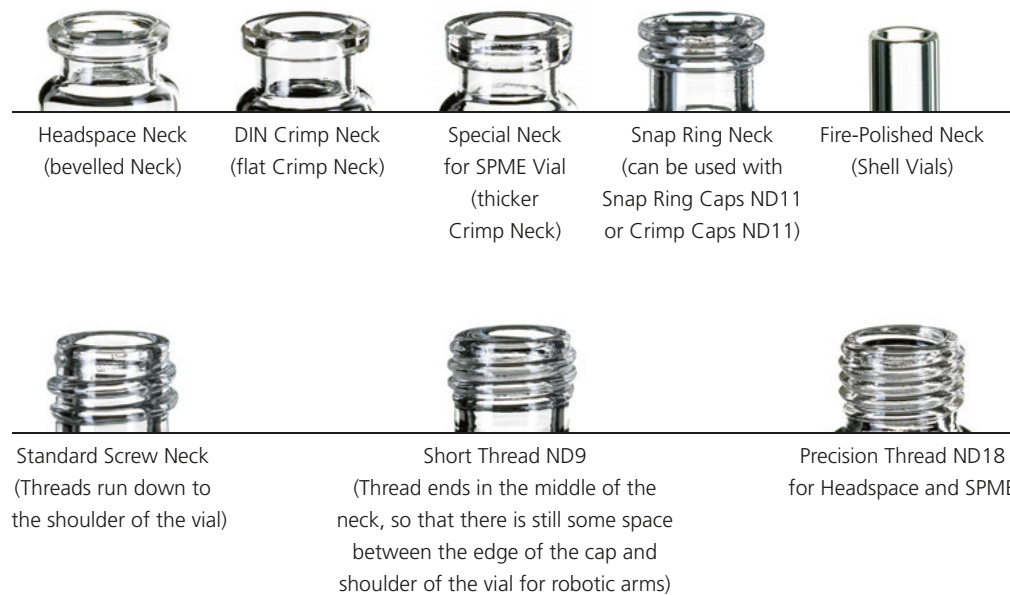 Headspace Neck
(bevelled Neck)
DIN Crimp Neck
(flat Crimp Neck)
Special Neck
for SPME Vial
(thicker
Crimp Neck)
Snap Ring Neck
(can be used with
Snap Ring Caps ND11
or Crimp Caps ND11)
Fire-Polished Neck
(Shell Vials)
Standard Screw Neck
(Threads run down to
the shoulder of the vial)
Short Thread ND9
(Thread ends in the middle of the
neck, so that there is still some space
between the edge of the cap and
shoulder of the vial for robotic arms)
Precision Thread ND18
for Headspace and SPME